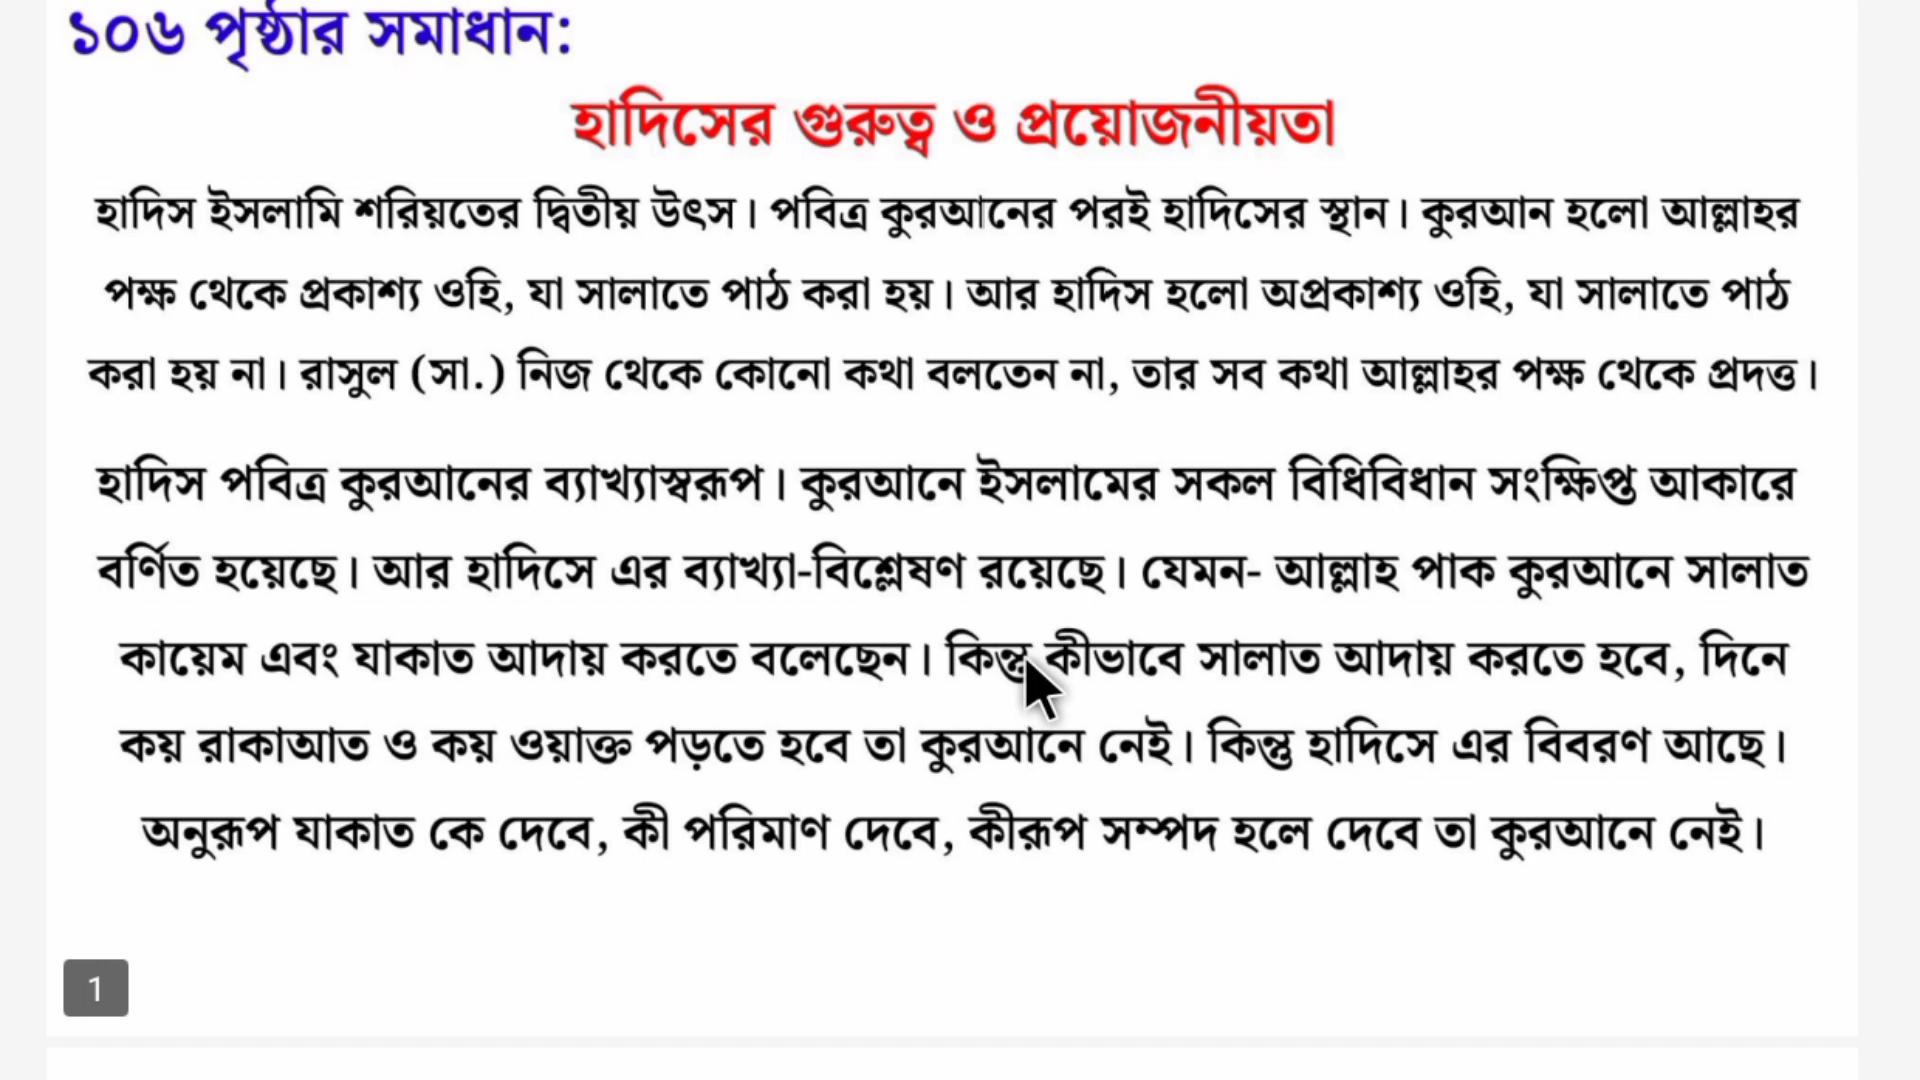 ১০৬ পৃষ্ঠার সমাধান:
হাদিসের গুরুত্ব ও প্রয়োজনীয়তা
হাদিস ইসলামি শরিয়তের দ্বিতীয় উৎস। পবিত্র কুরআনের পরই হাদিসের স্থান। কুরআন হলো আল্লাহর
পক্ষ থেকে প্রকাশ্য ওহি, যা সালাতে পাঠ করা হয়। আর হাদিস হলো অপ্রকাশ্য ওহি, যা সালাতে পাঠ
করা হয় না। রাসুল (সা.) নিজ থেকে কোনো কথা বলতেন না, তার সব কথা আল্লাহর পক্ষ থেকে প্রদত্ত।
হাদিস পবিত্র কুরআনের ব্যাখ্যাস্বরূপ। কুরআনে ইসলামের সকল বিধিবিধান সংক্ষিপ্ত আকারে
বর্ণিত হয়েছে। আর হাদিসে এর ব্যাখ্যা-বিশ্লেষণ রয়েছে। যেমন- আল্লাহ পাক কুরআনে সালাত
কায়েম এবং যাকাত আদায় করতে বলেছেন। কিন্তু কীভাবে সালাত আদায় করতে হবে, দিনে
কয় রাকাআত ও কয় ওয়াক্ত পড়তে হবে তা কুরআনে নেই। কিন্তু হাদিসে এর বিবরণ আছে।
অনুরূপ যাকাত কে দেবে, কী পরিমাণ দেবে, কীরূপ সম্পদ হলে দেবে তা কুরআনে নেই।
1